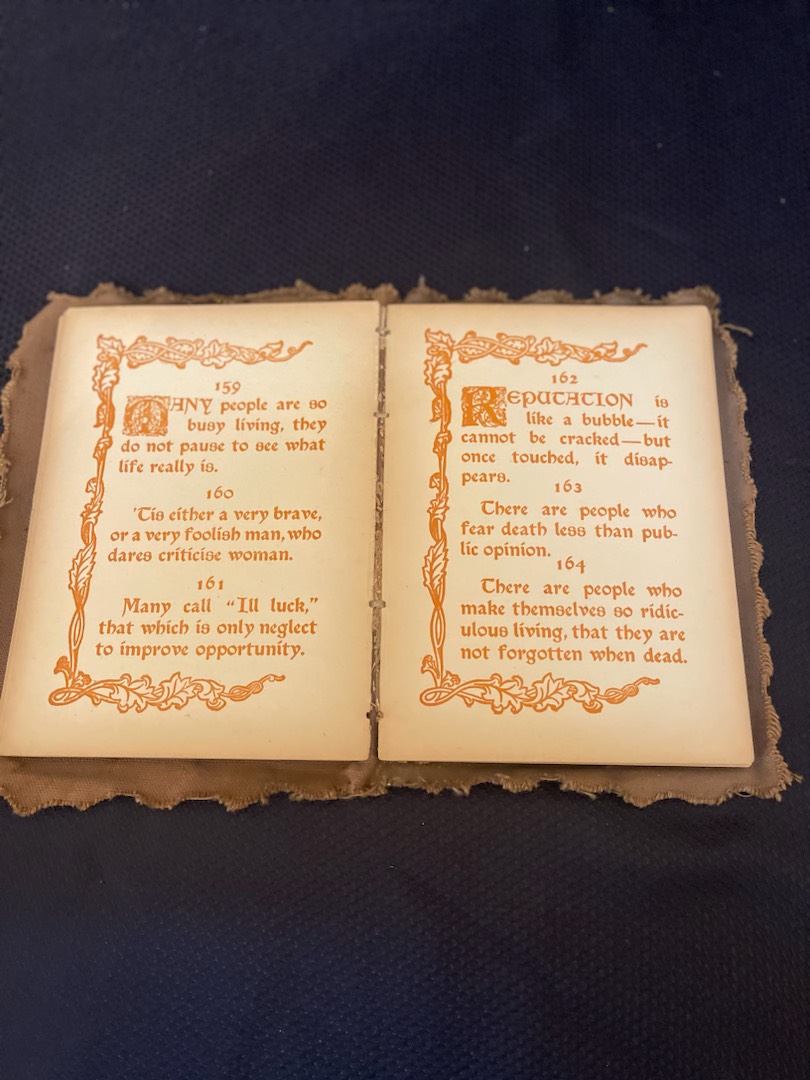 159
MANY people are so
busy living, they
do not pause to see what
life really is.
160
'Tis either a very brave,
or a very foolish man, who
dares criticise woman.
161
Many call "Ill luck,"
that which is only neglect
to improve opportunity.
162
REPUTATION is
like a bubble—it
cannot be cracked—but
once touched, it disap-
pears.
163
There are people who
fear death less than pub-
lic opinion.
164
There are people who
make themselves so ridic-
ulous living, that they are
not forgotten when dead.